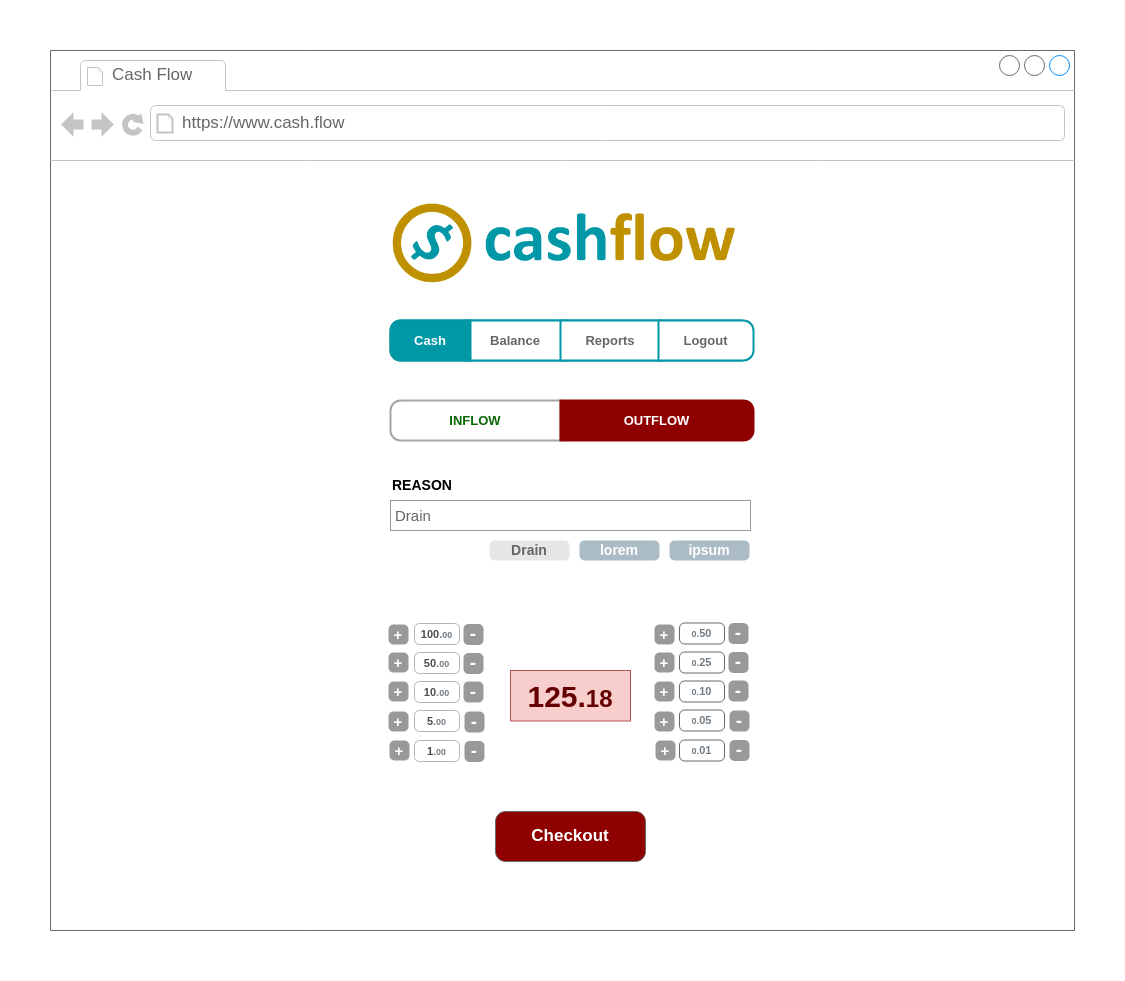 Cash Flow
https://www.cash.flow
$ cashflow
Cash Balance Reports Logout
INFLOW OUTFLOW
REASON
Drain
Drain lorem ipsum
+ 100.00 - + 0.50 -
+ 50.00 - + 0.25 -
+ 10.00 - 125.18 + 0.10 -
+ 5.00 - + 0.05 -
+ 1.00 - + 0.01 -
Checkout